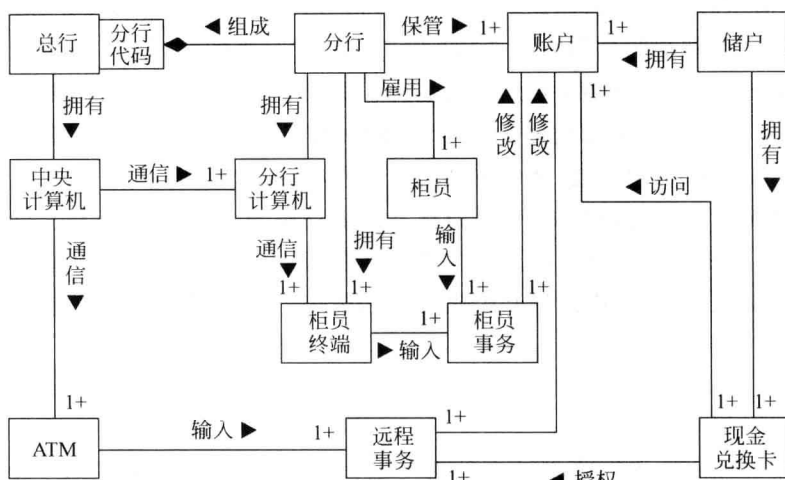 总行
分行
代码
◀ 组成
分行
保管 ▶
1+
账户
1+
◀ 拥有
储户
拥有
▼
拥有
▼
雇用 ▶
1+
▲
修
改
▲
修
改
1+
拥
有
▼
中央
计算机
通信 ▶
1+
分行
计算机
柜员
◀ 访问
通
信
▼
通信
▼
拥有
▼
输
入
▼
1+
1+
1+
1+
柜员
终端
▶ 输入
1+
柜员
事务
1+
1+
1+
ATM
输入 ▶
1+
远程
事务
1+
现金
兑换卡
1+
◀ 授权